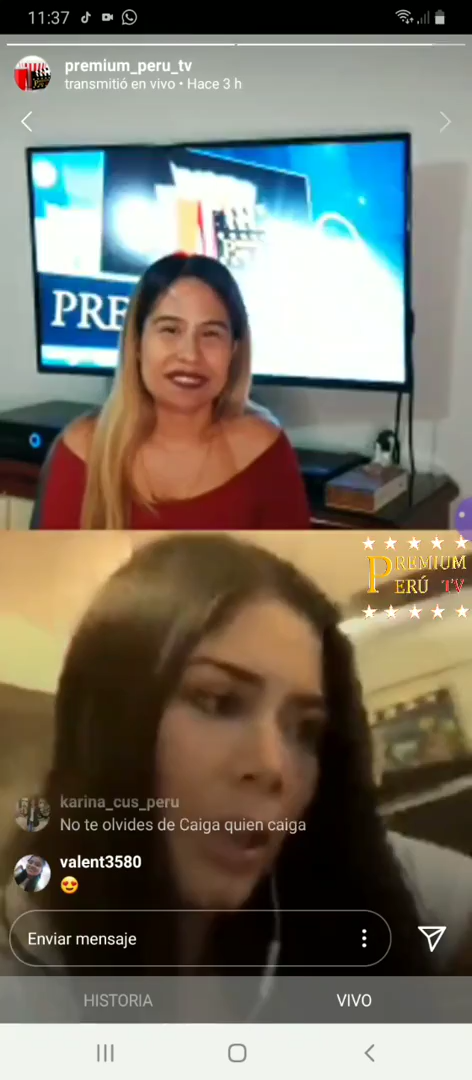 11:37
premium_peru_tv
transmitió en vivo • Hace 3 h
PRE
PREMIUM
PERÚ TV
karina_cus_peru
No te olvides de Caiga quien caiga
valent3580
😍
Enviar mensaje
HISTORIA
VIVO